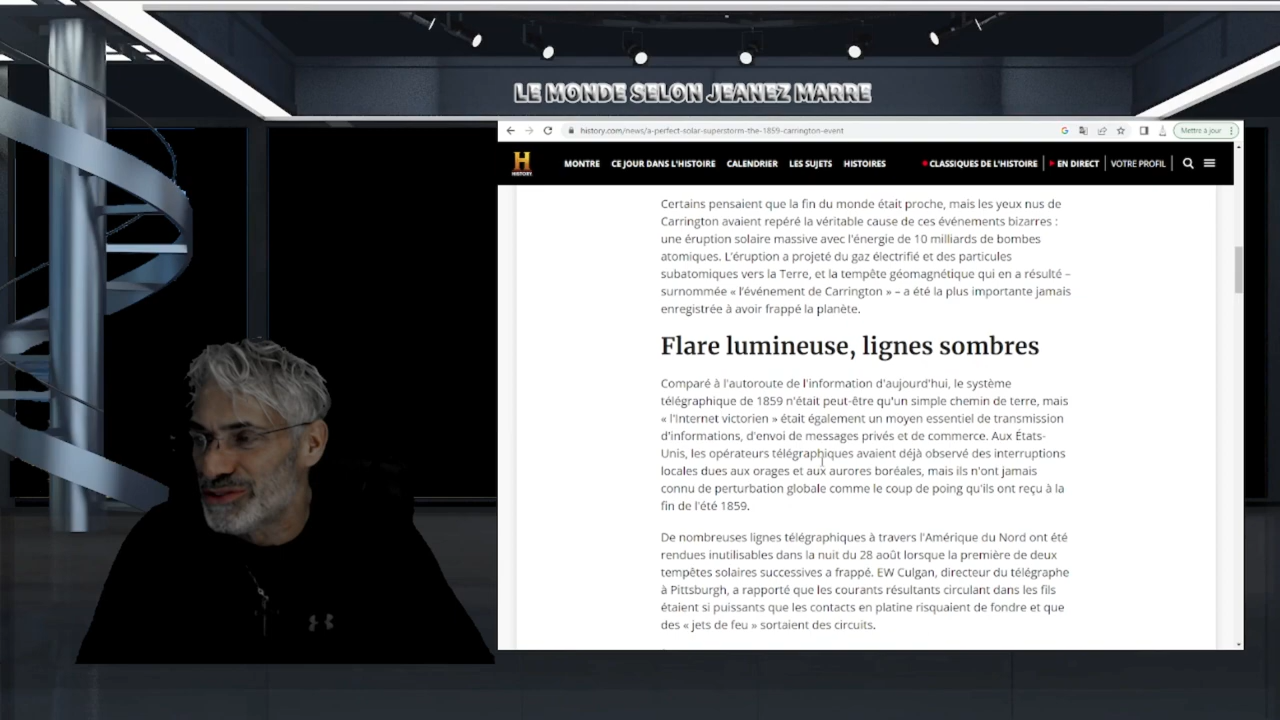 LE MONDE SELON JEANEZ MARRE
history.com/news/a-perfect-solar-superstorm-the-1859-carrington-event
Mettre à jour
H
HISTORY
MONTRE CE JOUR DANS L'HISTOIRE CALENDRIER LES SUJETS HISTOIRES CLASSIQUES DE L'HISTOIRE EN DIRECT VOTRE PROFIL
Certains pensaient que la fin du monde était proche, mais les yeux nus de
Carrington avaient repéré la véritable cause de ces événements bizarres :
une éruption solaire massive avec l'énergie de 10 milliards de bombes
atomiques. L'éruption a projeté du gaz électrifié et des particules
subatomiques vers la Terre, et la tempête géomagnétique qui en a résulté –
surnommée « l'événement de Carrington » – a été la plus importante jamais
enregistrée à avoir frappé la planète.
Flare lumineuse, lignes sombres
Comparé à l'autoroute de l'information d'aujourd'hui, le système
télégraphique de 1859 n'était peut-être qu'un simple chemin de terre, mais
« l'Internet victorien » était également un moyen essentiel de transmission
d'informations, d'envoi de messages privés et de commerce. Aux États-
Unis, les opérateurs télégraphiques avaient déjà observé des interruptions
locales dues aux orages et aux aurores boréales, mais ils n'ont jamais
connu de perturbation globale comme le coup de poing qu'ils ont reçu à la
fin de l'été 1859.
De nombreuses lignes télégraphiques à travers l'Amérique du Nord ont été
rendues inutilisables dans la nuit du 28 août lorsque la première de deux
tempêtes solaires successives a frappé. EW Culgan, directeur du télégraphe
à Pittsburgh, a rapporté que les courants résultants circulant dans les fils
étaient si puissants que les contacts en platine risquaient de fondre et que
des « jets de feu » sortaient des circuits.